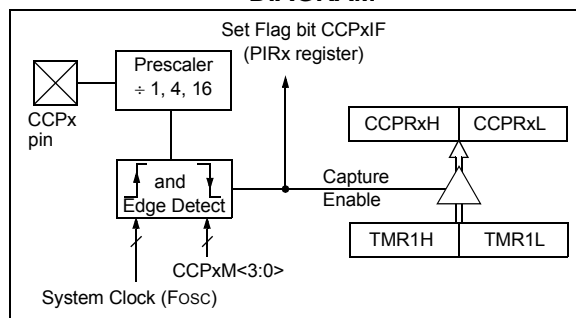 Set Flag bit CCPxIF
(PIRx register)
Prescaler
÷ 1, 4, 16
CCPx
pin
CCPRxH CCPRxL
and
Edge Detect
Capture
Enable
TMR1H TMR1L
CCPxM<3:0>
System Clock (FOSC)